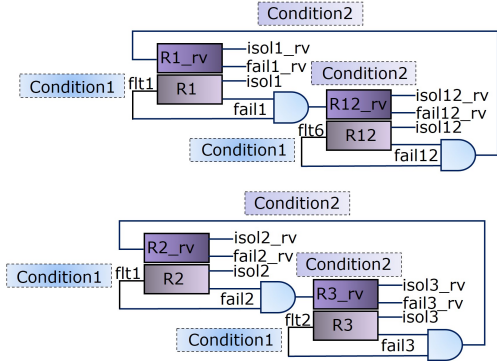 Condition2
R1_rv
isol1_rv
fail1_rv
Condition1
flt1
R1
isol1
Condition2
fail1
R12_rv
isol12_rv
fail12_rv
Condition1
flt6
R12
isol12
fail12
Condition2
R2_rv
isol2_rv
fail2_rv
Condition1
flt1
R2
isol2
Condition2
fail2
R3_rv
isol3_rv
fail3_rv
Condition1
flt2
R3
isol3
fail3